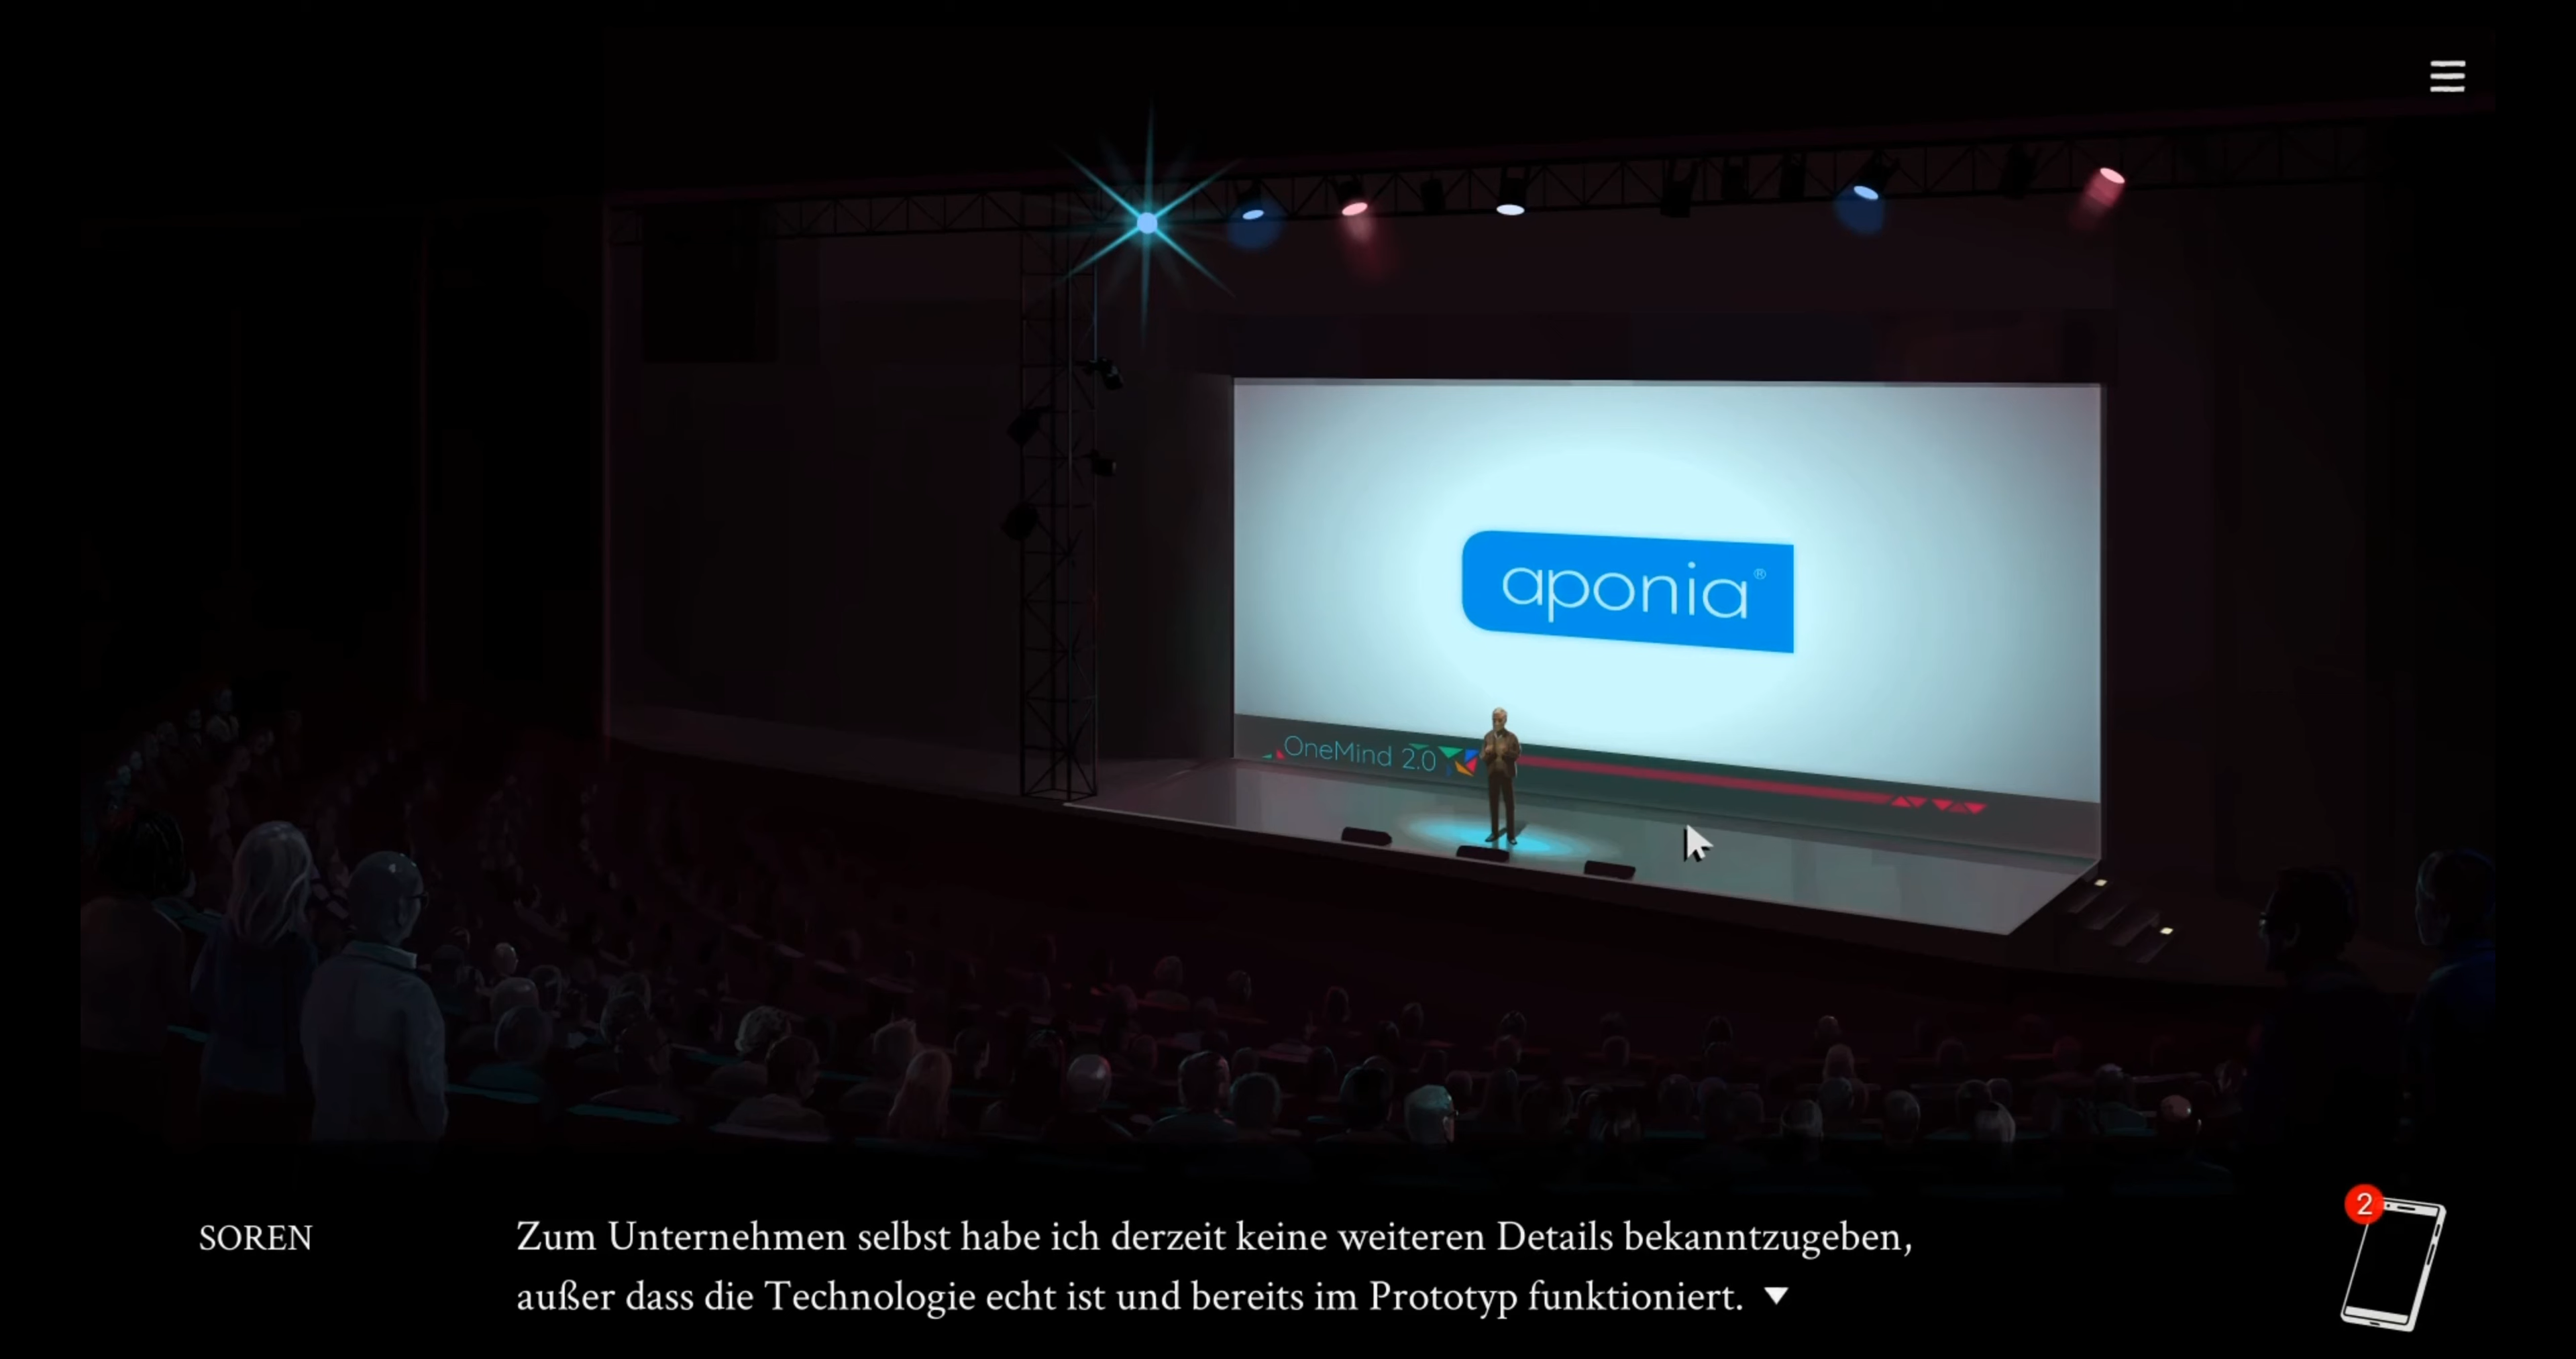 aponia®
OneMind 2.0
SOREN
Zum Unternehmen selbst habe ich derzeit keine weiteren Details bekanntzugeben,
außer dass die Technologie echt ist und bereits im Prototyp funktioniert.
2